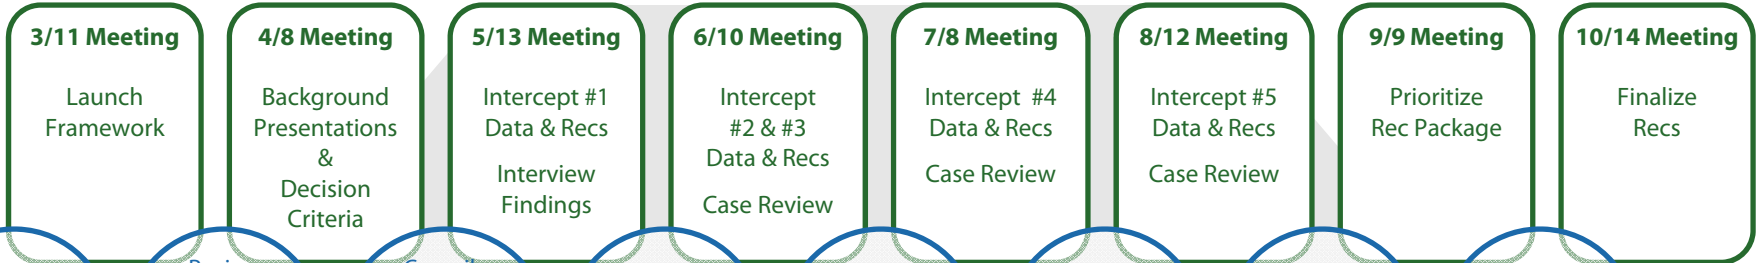 3/11 Meeting
Launch
Framework
4/8 Meeting
Background
Presentations
&
Decision
Criteria
5/13 Meeting
Intercept #1
Data & Recs
Interview
Findings
6/10 Meeting
Intercept
#2 & #3
Data & Recs
Case Review
7/8 Meeting
Intercept #4
Data & Recs
Case Review
8/12 Meeting
Intercept #5
Data & Recs
Case Review
9/9 Meeting
Prioritize
Rec Package
10/14 Meeting
Finalize
Recs